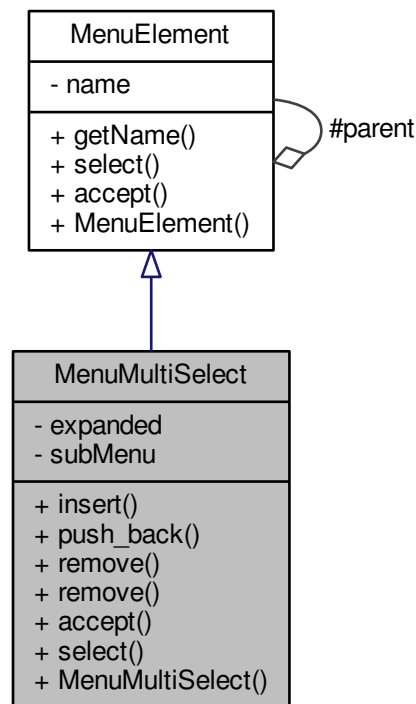 MenuElement
- name
+ getName()
+ select()
+ accept()
+ MenuElement()
#parent
MenuMultiSelect
- expanded
- subMenu
+ insert()
+ push_back()
+ remove()
+ remove()
+ accept()
+ select()
+ MenuMultiSelect()